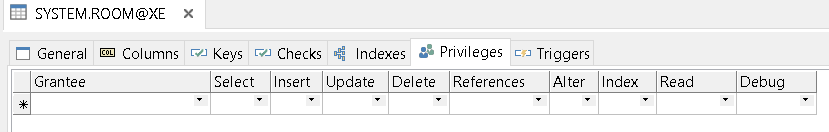 SYSTEM.ROOM@XE
General Columns Keys Checks Indexes Privileges Triggers
Grantee Select Insert Update Delete References Alter Index Read Debug